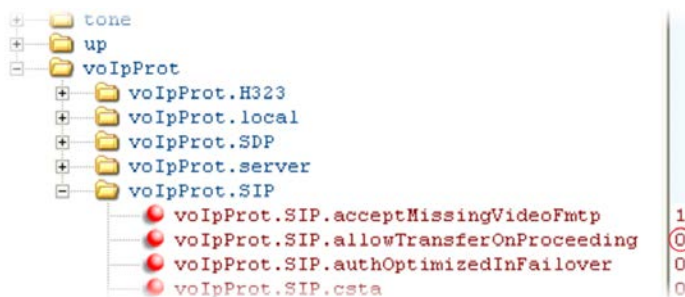 tone
up
voIpProt
voIpProt.H323
voIpProt.local
voIpProt.SDP
voIpProt.server
voIpProt.SIP
voIpProt.SIP.acceptMissingVideoFmtp 1
voIpProt.SIP.allowTransferOnProceeding 0
voIpProt.SIP.authOptimizedInFailover 0
voIpProt.SIP.csta 0